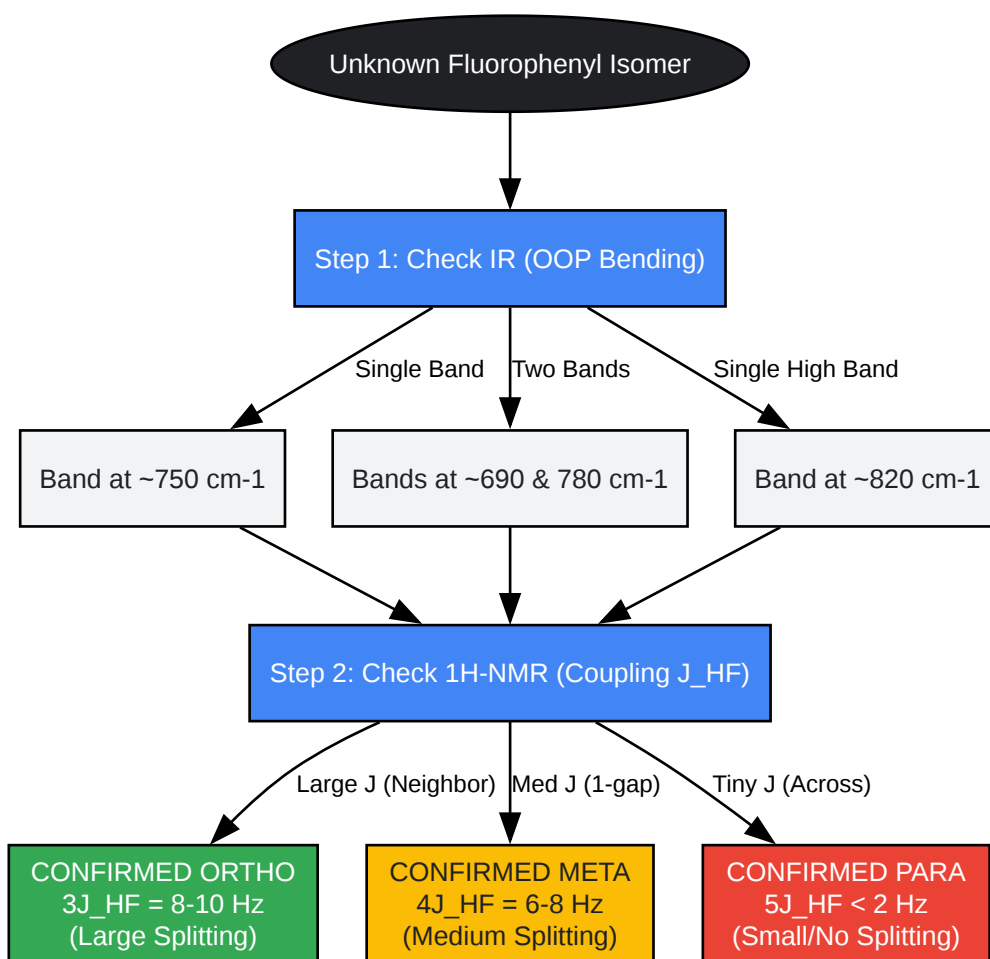 Unknown Fluorophenyl Isomer
Step 1: Check IR (OOP Bending)
Single Band
Two Bands
Single High Band
Band at ~750 cm-1
Bands at ~690 & 780 cm-1
Band at ~820 cm-1
Step 2: Check 1H-NMR (Coupling J_HF)
Large J (Neighbor)
Med J (1-gap)
Tiny J (Across)
CONFIRMED ORTHO
3J_HF = 8-10 Hz
(Large Splitting)
CONFIRMED META
4J_HF = 6-8 Hz
(Medium Splitting)
CONFIRMED PARA
5J_HF < 2 Hz
(Small/No Splitting)